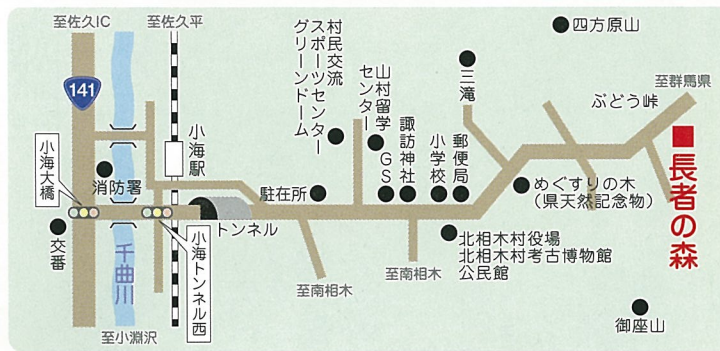 至佐久IC
至佐久平
141
小海大橋
消防署
交番
千曲川
至小淵沢
小海駅
トンネル
小海トンネル西
駐在所
村民交流
スポーツセンター
グリーンドーム
山村留学
センター
GS
諏訪神社
小学校
郵便局
三滝
四方原山
至群馬県
ぶどう峠
■長者の森
めぐすりの木
(県天然記念物)
北相木村役場
北相木村考古博物館
公民館
至南相木
至南相木
御座山